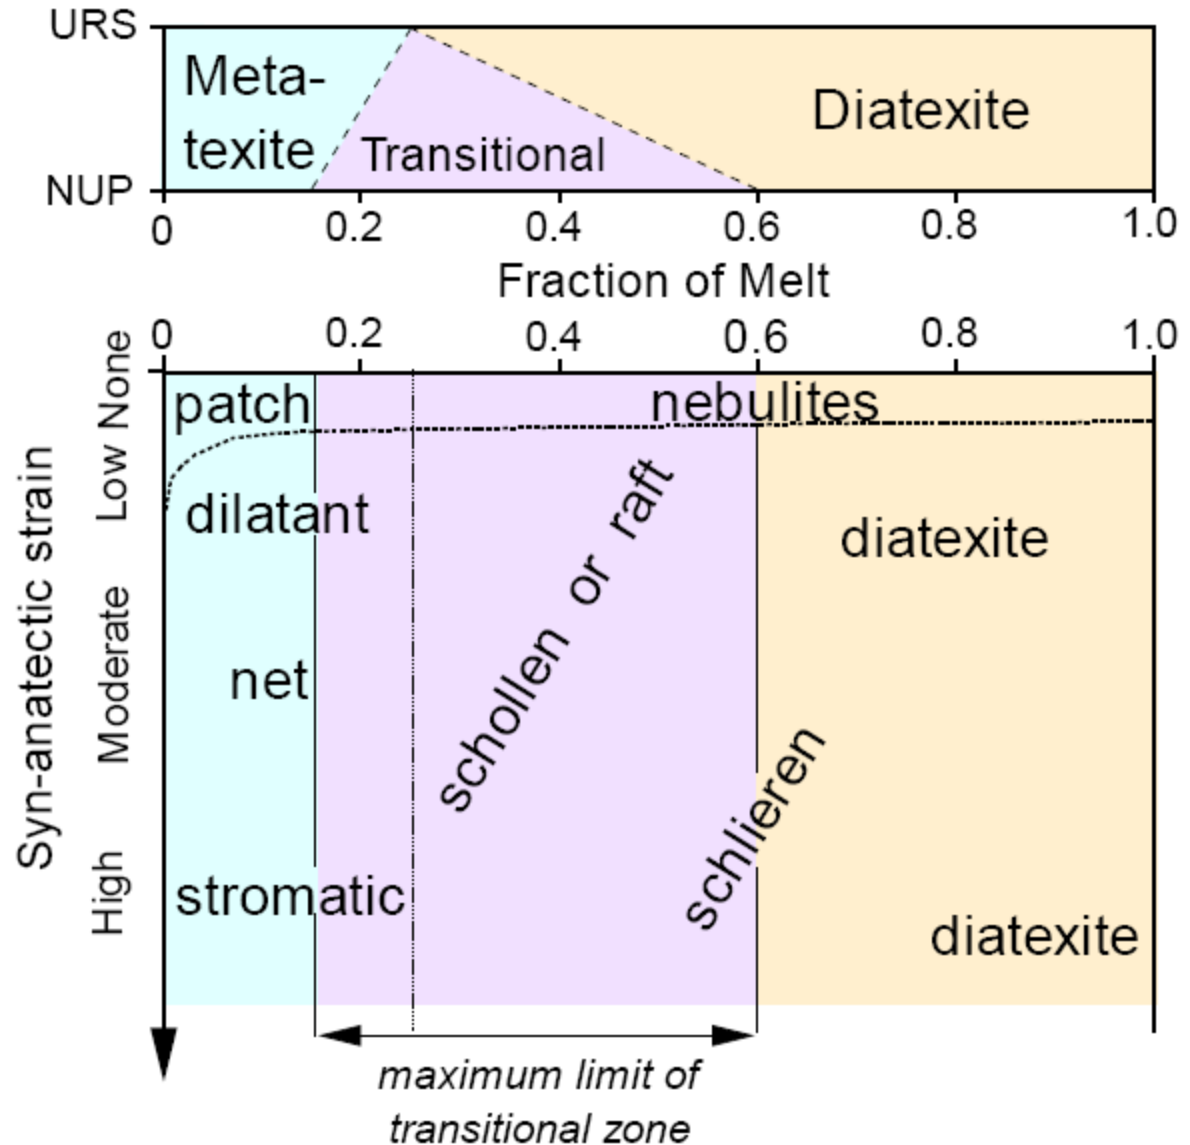 URS
Meta-
texite
Transitional
Diatexite
NUP
0 0.2 0.4 0.6 0.8 1.0
Fraction of Melt
0 0.2 0.4 0.6 0.8 1.0
Syn-anatectic strain
None
Low
Moderate
High
patch
nebulites
dilatant
schollen or raft
diatexite
net
schlieren
stromatic
diatexite
maximum limit of
transitional zone